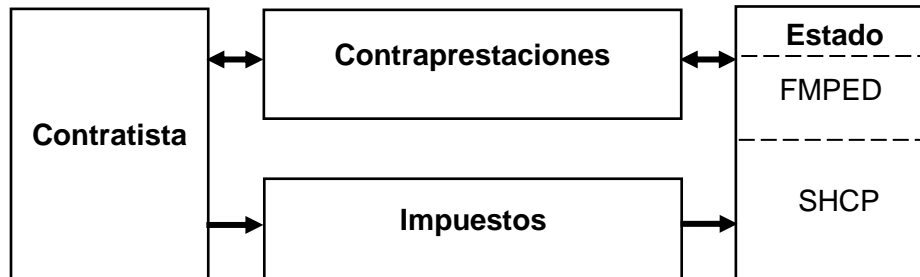 Contratista
Contraprestaciones
Impuestos
Estado
FMPED
SHCP